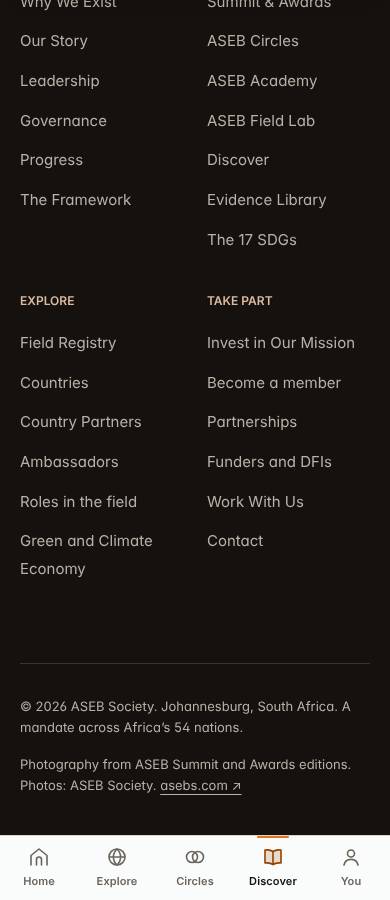 Why We Exist
Our Story
Leadership
Governance
Progress
The Framework
Summit & Awards
ASEB Circles
ASEB Academy
ASEB Field Lab
Discover
Evidence Library
The 17 SDGs
EXPLORE
Field Registry
Countries
Country Partners
Ambassadors
Roles in the field
Green and Climate
Economy
TAKE PART
Invest in Our Mission
Become a member
Partnerships
Funders and DFIs
Work With Us
Contact
© 2026 ASEB Society. Johannesburg, South Africa. A
mandate across Africa's 54 nations.
Photography from ASEB Summit and Awards editions.
Photos: ASEB Society. asebs.com ↗
Home
Explore
Circles
Discover
You